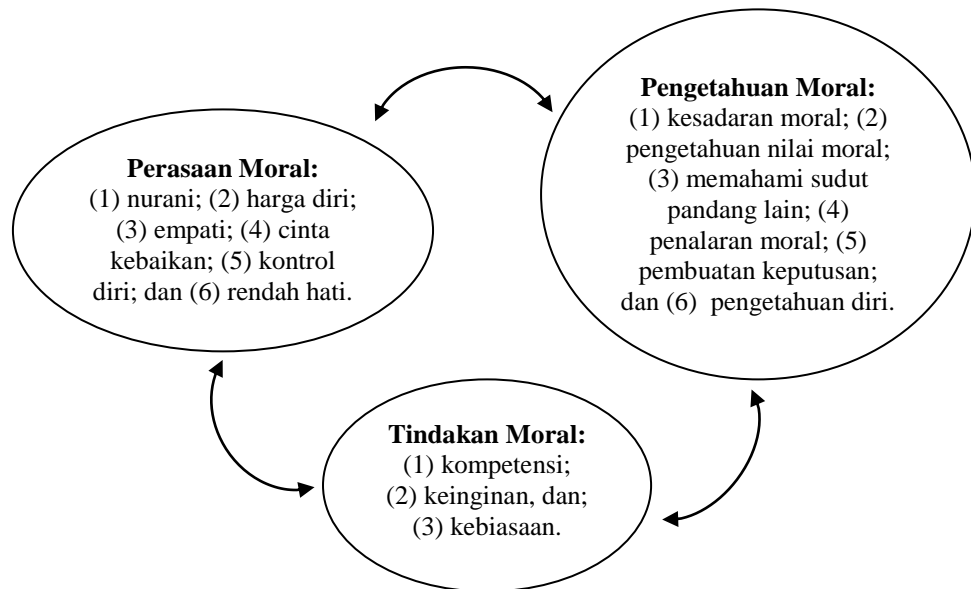 Perasaan Moral:
(1) nurani; (2) harga diri;
(3) empati; (4) cinta
kebaikan; (5) kontrol
diri; dan (6) rendah hati.
Pengetahuan Moral:
(1) kesadaran moral; (2)
pengetahuan nilai moral;
(3) memahami sudut
pandang lain; (4)
penalaran moral; (5)
pembuatan keputusan;
dan (6) pengetahuan diri.
Tindakan Moral:
(1) kompetensi;
(2) keinginan, dan;
(3) kebiasaan.